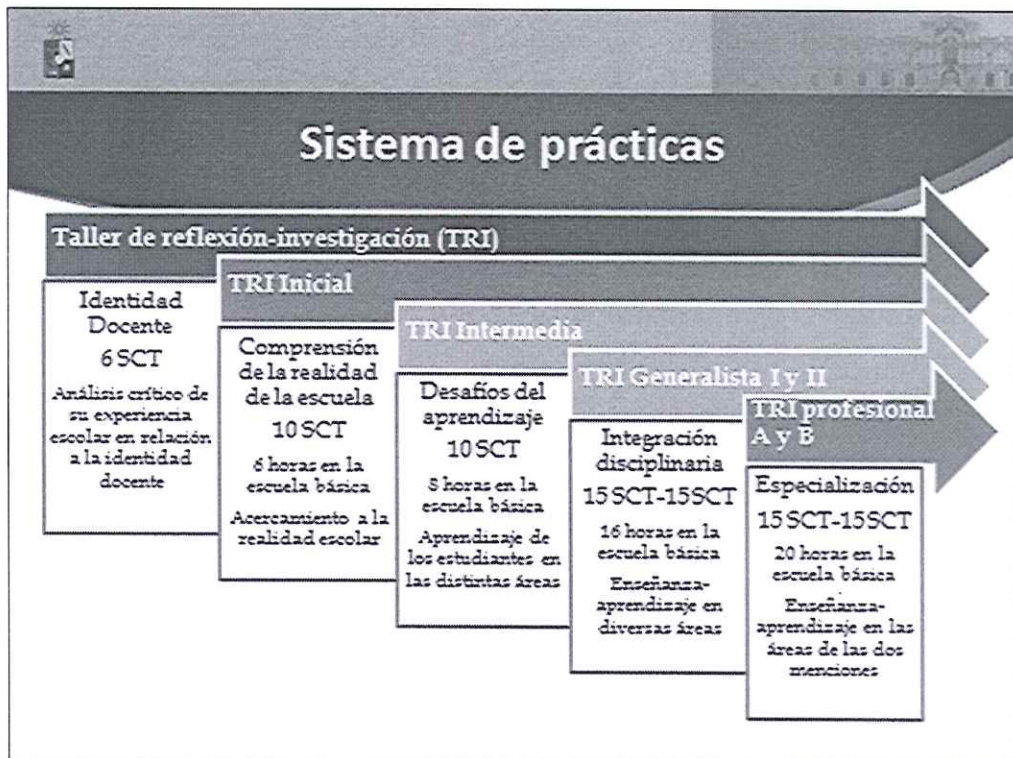 Sistema de prácticas
Taller de reflexión-investigación (TRI)
Identidad
Docente
6 SCT
Análisis crítico de
su experiencia
escolar en relación
a la identidad
docente
TRI Inicial
Comprensión
de la realidad
de la escuela
10 SCT
6 horas en la
escuela básica
Acercamiento a la
realidad escolar
TRI Intermedia
Desafíos del
aprendizaje
10 SCT
8 horas en la
escuela básica
Aprendizaje de
los estudiantes en
las distintas áreas
TRI Generalista I y II
Integración
disciplinaria
15 SCT-15SCT
16 horas en la
escuela básica
Enseñanza-
aprendizaje en
diversas áreas
TRI profesional
A y B
Especialización
15 SCT-15SCT
20 horas en la
escuela básica
Enseñanza-
aprendizaje en las
áreas de las dos
menciones